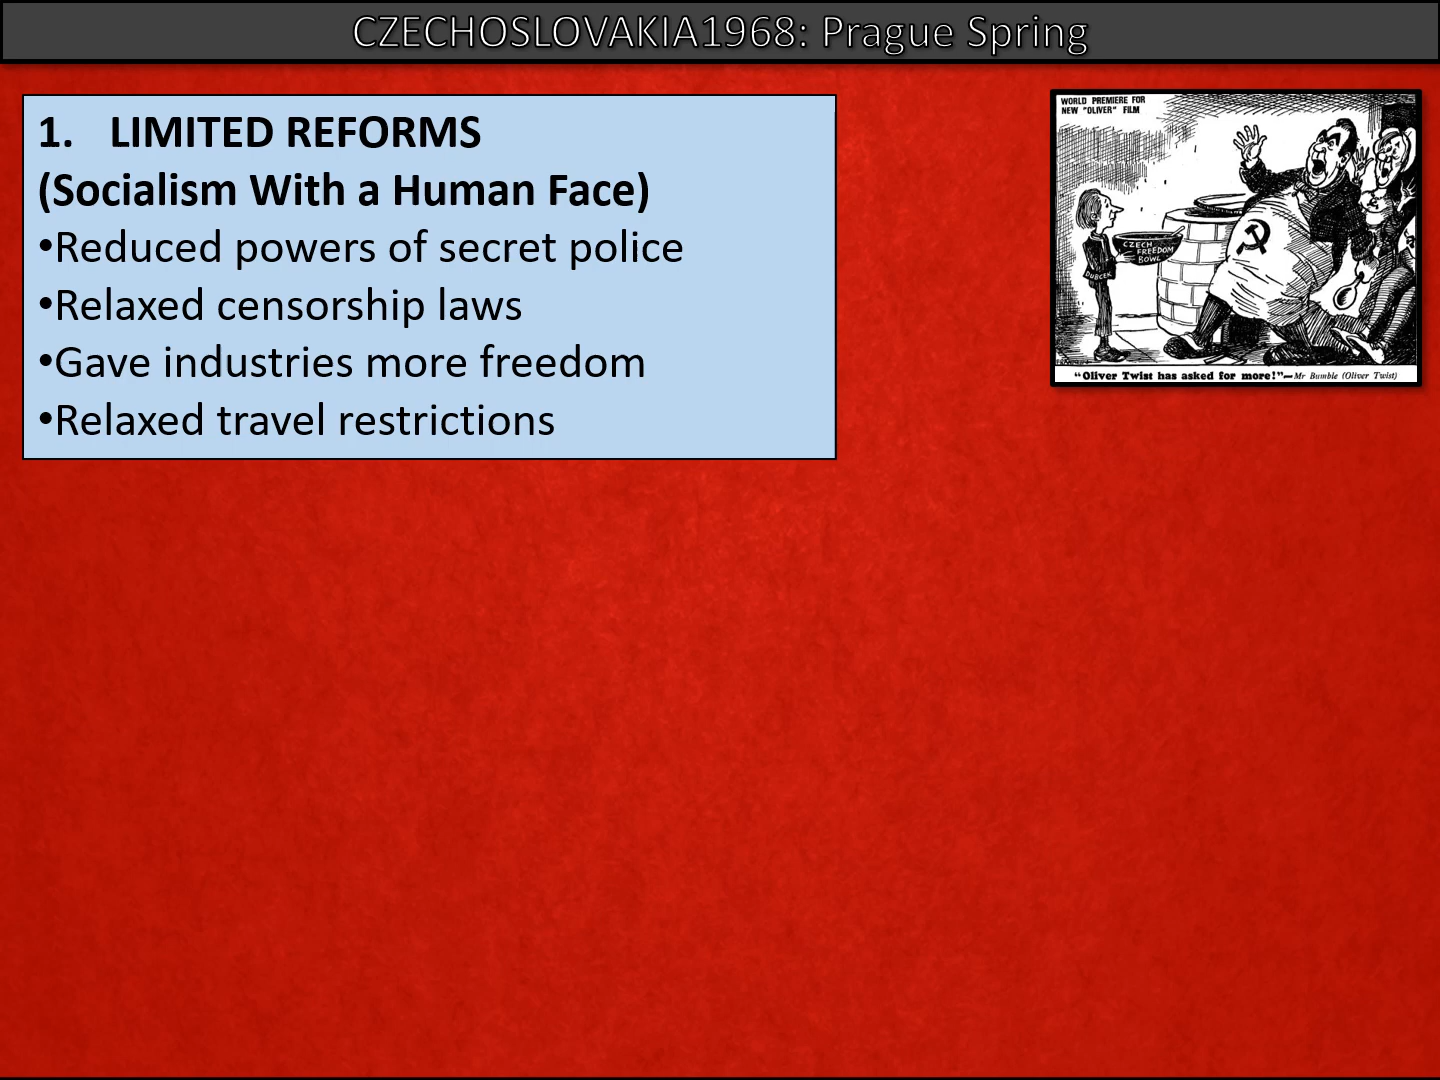 CZECHOSLOVAKIA1968: Prague Spring
1. LIMITED REFORMS
(Socialism With a Human Face)
•Reduced powers of secret police
•Relaxed censorship laws
•Gave industries more freedom
•Relaxed travel restrictions
WORLD PREMIERE FOR
NEW "OLIVER" FILM
CZECH
FREEDOM
BOWL
DUBCEK
"Oliver Twist has asked for more!"—Mr Bumble (Oliver Twist)